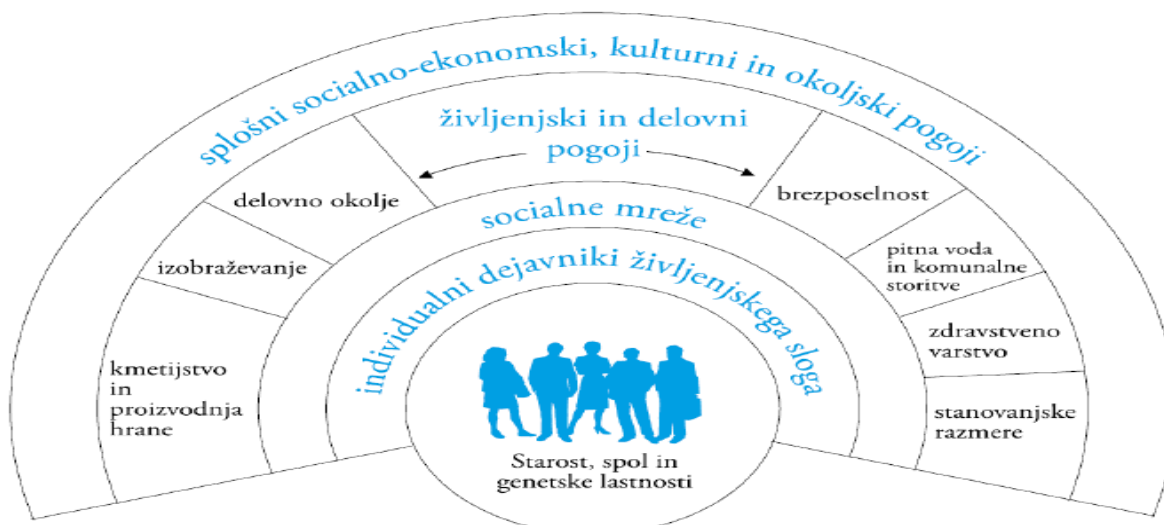 splošni socialno-ekonomski, kulturni in okoljski pogoji
življenjski in delovni
pogoji
delovno okolje
brezposelnost
socialne mreže
izobraževanje
pitna voda
in komunalne
storitve
individualni dejavniki življenjskega sloga
zdravstveno
varstvo
kmetijstvo
in
proizvodnja
hrane
stanovanjske
razmere
Starost, spol in
genetske lastnosti